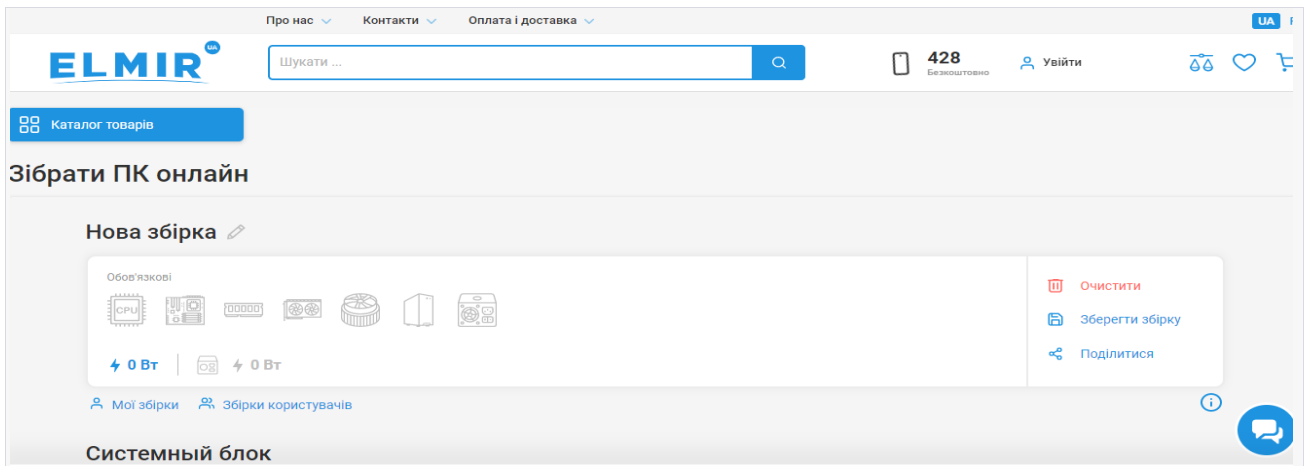 Про нас Контакти Оплата і доставка UA
ELMIR UA Шукати ... 428 Безкоштовно Увійти
Каталог товарів
Зібрати ПК онлайн
Нова збірка
Обов'язкові
CPU
Очистити
Зберегти збірку
Поділитися
0 Вт 0 Вт
Мої збірки Збірки користувачів
Системный блок